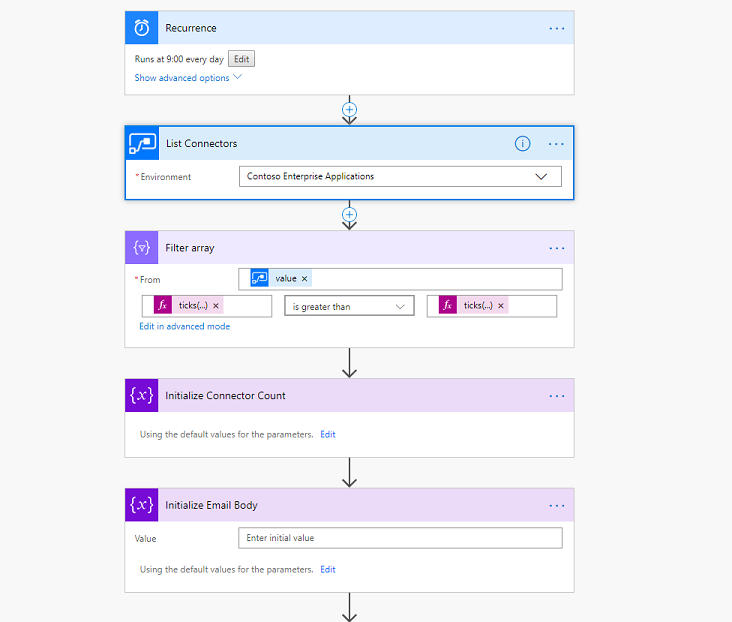 Recurrence
Runs at 9:00 every day Edit
Show advanced options
List Connectors
* Environment Contoso Enterprise Applications
Filter array
* From value ×
fx ticks(...) × is greater than fx ticks(...) ×
Edit in advanced mode
{x} Initialize Connector Count
Using the default values for the parameters. Edit
{x} Initialize Email Body
Value Enter initial value
Using the default values for the parameters. Edit